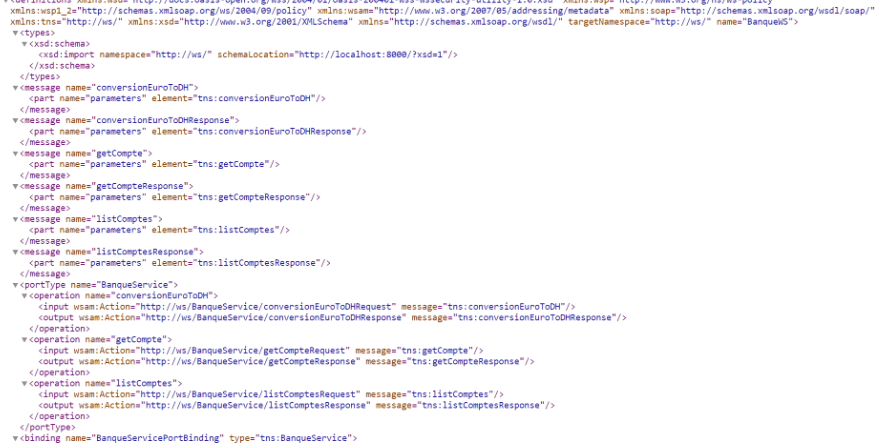 xmlns:wsp1_2="http://schemas.xmlsoap.org/ws/2004/09/policy" xmlns:wsam="http://www.w3.org/2007/05/addressing/metadata" xmlns:soap="http://schemas.xmlsoap.org/wsdl/soap/"
xmlns:tns="http://ws/" xmlns:xsd="http://www.w3.org/2001/XMLSchema" xmlns="http://schemas.xmlsoap.org/wsdl/" targetNamespace="http://ws/" name="BanqueWS">
▼<types>
▼<xsd:schema>
<xsd:import namespace="http://ws/" schemaLocation="http://localhost:8000/?xsd=1"/>
</xsd:schema>
</types>
▼<message name="conversionEuroToDH">
<part name="parameters" element="tns:conversionEuroToDH"/>
</message>
▼<message name="conversionEuroToDHResponse">
<part name="parameters" element="tns:conversionEuroToDHResponse"/>
</message>
▼<message name="getCompte">
<part name="parameters" element="tns:getCompte"/>
</message>
▼<message name="getCompteResponse">
<part name="parameters" element="tns:getCompteResponse"/>
</message>
▼<message name="listComptes">
<part name="parameters" element="tns:listComptes"/>
</message>
▼<message name="listComptesResponse">
<part name="parameters" element="tns:listComptesResponse"/>
</message>
▼<portType name="BanqueService">
▼<operation name="conversionEuroToDH">
<input wsam:Action="http://ws/BanqueService/conversionEuroToDHRequest" message="tns:conversionEuroToDH"/>
<output wsam:Action="http://ws/BanqueService/conversionEuroToDHResponse" message="tns:conversionEuroToDHResponse"/>
</operation>
▼<operation name="getCompte">
<input wsam:Action="http://ws/BanqueService/getCompteRequest" message="tns:getCompte"/>
<output wsam:Action="http://ws/BanqueService/getCompteResponse" message="tns:getCompteResponse"/>
</operation>
▼<operation name="listComptes">
<input wsam:Action="http://ws/BanqueService/listComptesRequest" message="tns:listComptes"/>
<output wsam:Action="http://ws/BanqueService/listComptesResponse" message="tns:listComptesResponse"/>
</operation>
</portType>
▼<binding name="BanqueServicePortBinding" type="tns:BanqueService">